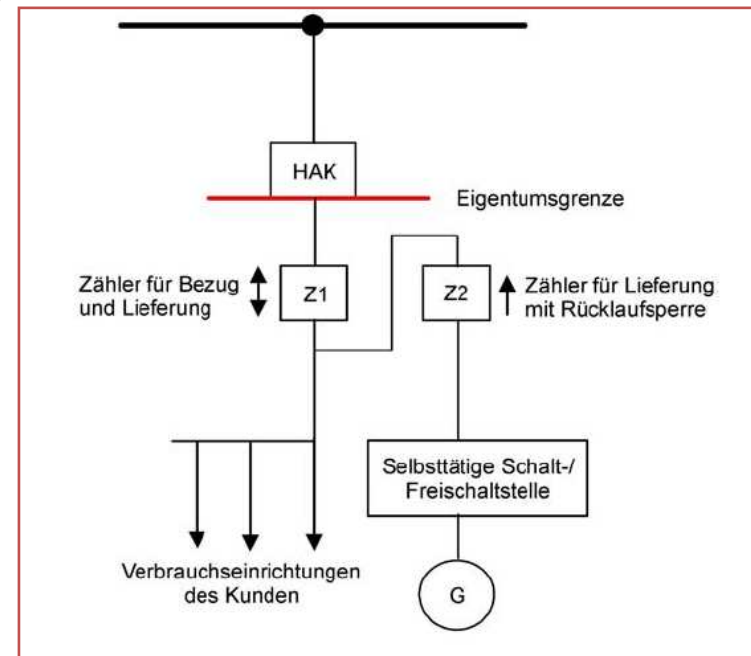 HAK
Eigentumsgrenze
Zähler für Bezug
und Lieferung
Z1
Z2
Zähler für Lieferung
mit Rücklaufsperre
Selbsttätige Schalt-/
Freischaltstelle
Verbrauchseinrichtungen
des Kunden
G